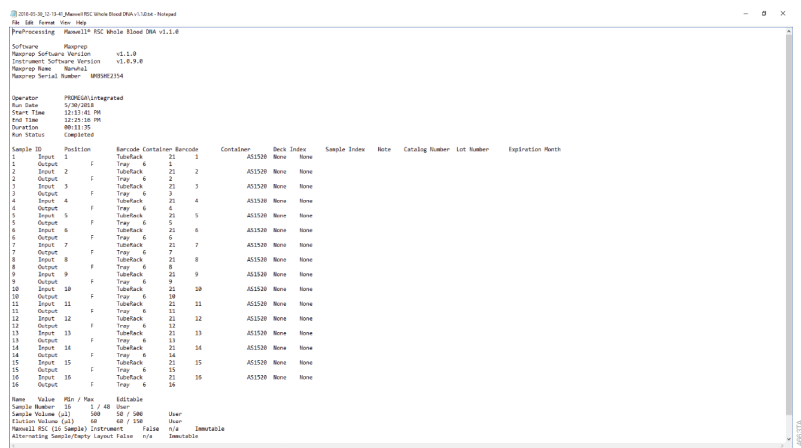 2018-05-30_12-13-41_Maxwell RSC Whole Blood DNA v1.1.0.txt - Notepad
File Edit Format View Help
PreProcessing Maxwell® RSC Whole Blood DNA v1.1.0
Software Maxprep
Maxprep Software Version v1.1.0
Instrument Software Version v1.0.9.0
Maxprep Name Narwhal
Maxprep Serial Number NMBSHE2354
Operator PROMEGA\integrated
Run Date 5/30/2018
Start Time 12:13:41 PM
End Time 12:25:16 PM
Duration 00:11:35
Run Status Completed
Sample ID Position Barcode Container Barcode Container Deck Index Sample Index Note Catalog Number Lot Number Expiration Month
1 Input 1 TubeRack 21 1 AS1520 None None
1 Output F Tray 6 1
2 Input 2 TubeRack 21 2 AS1520 None None
2 Output F Tray 6 2
3 Input 3 TubeRack 21 3 AS1520 None None
3 Output F Tray 6 3
4 Input 4 TubeRack 21 4 AS1520 None None
4 Output F Tray 6 4
5 Input 5 TubeRack 21 5 AS1520 None None
5 Output F Tray 6 5
6 Input 6 TubeRack 21 6 AS1520 None None
6 Output F Tray 6 6
7 Input 7 TubeRack 21 7 AS1520 None None
7 Output F Tray 6 7
8 Input 8 TubeRack 21 8 AS1520 None None
8 Output F Tray 6 8
9 Input 9 TubeRack 21 9 AS1520 None None
9 Output F Tray 6 9
10 Input 10 TubeRack 21 10 AS1520 None None
10 Output F Tray 6 10
11 Input 11 TubeRack 21 11 AS1520 None None
11 Output F Tray 6 11
12 Input 12 TubeRack 21 12 AS1520 None None
12 Output F Tray 6 12
13 Input 13 TubeRack 21 13 AS1520 None None
13 Output F Tray 6 13
14 Input 14 TubeRack 21 14 AS1520 None None
14 Output F Tray 6 14
15 Input 15 TubeRack 21 15 AS1520 None None
15 Output F Tray 6 15
16 Input 16 TubeRack 21 16 AS1520 None None
16 Output F Tray 6 16
Name Value Min / Max Editable
Sample Number 16 1 / 48 User
Sample Volume (µl) 500 50 / 500 User
Elution Volume (µl) 60 60 / 150 User
Maxwell RSC (16 Sample) Instrument False n/a Immutable
Alternating Sample/Empty Layout False n/a Immutable